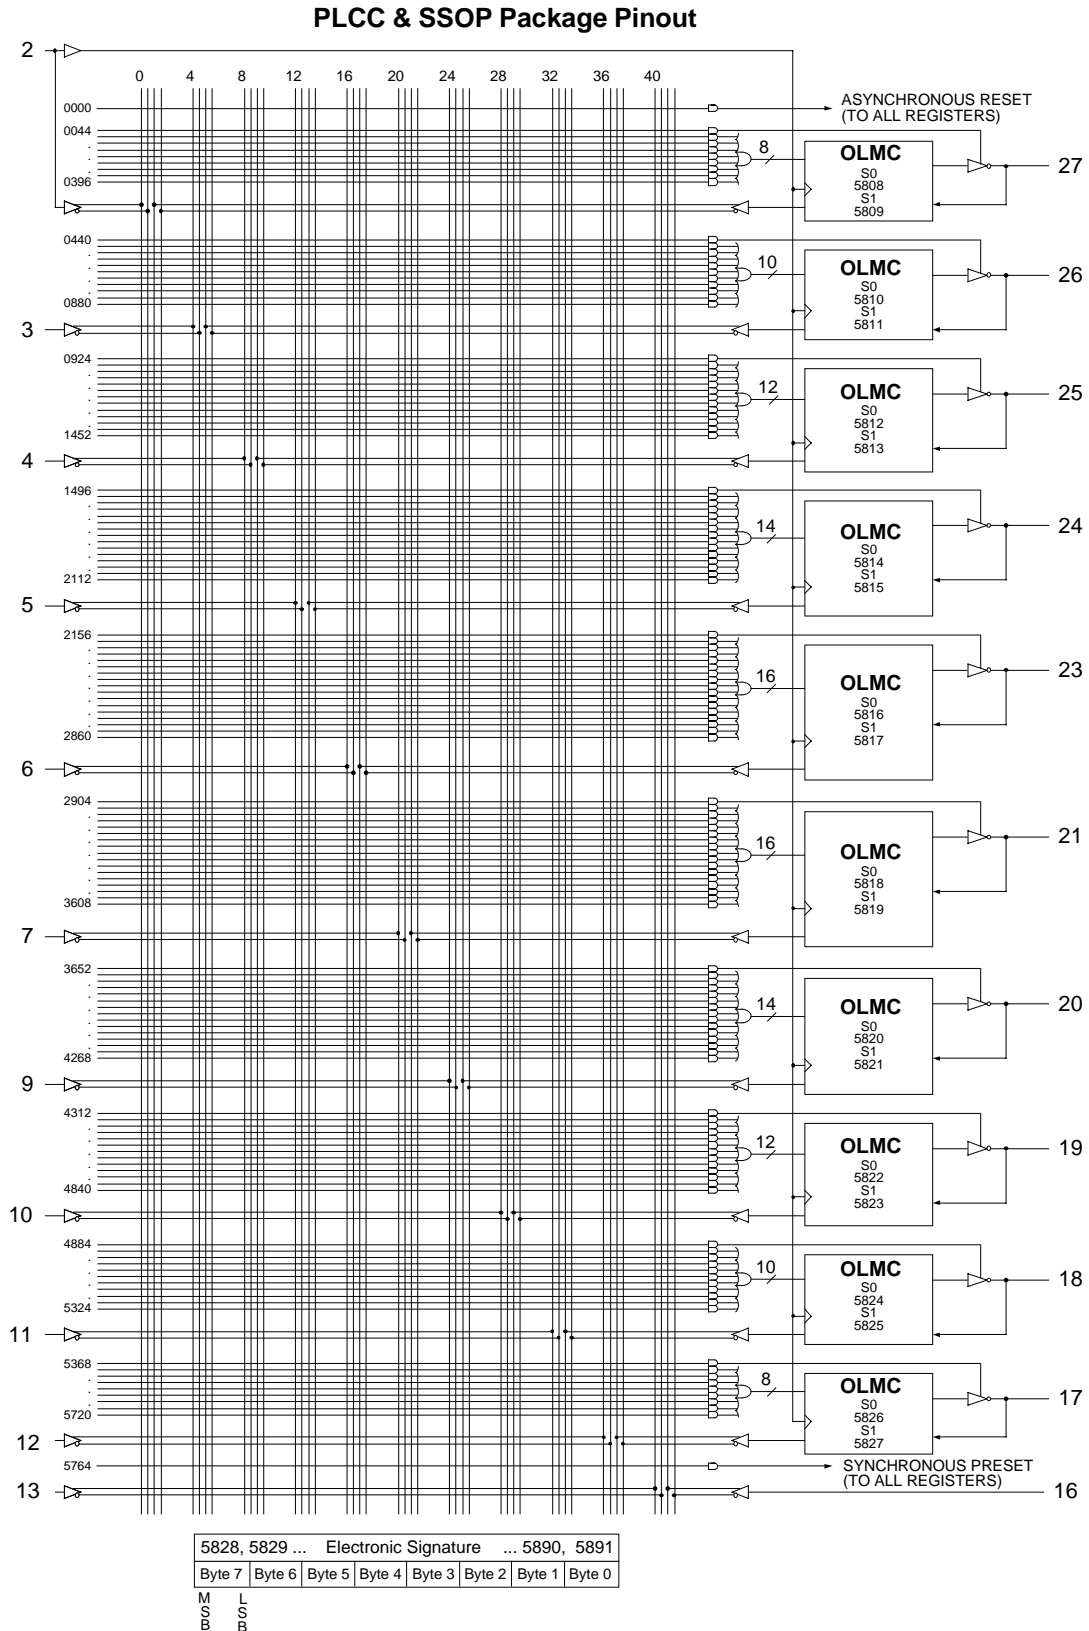 PLCC & SSOP Package Pinout
2
0 4 8 12 16 20 24 28 32 36 40
0000
ASYNCHRONOUS RESET
(TO ALL REGISTERS)
0044
.
.
.
0396
8
OLMC
S0
5808
S1
5809
27
0440
.
.
.
0880
10
OLMC
S0
5810
S1
5811
26
3
0924
.
.
.
.
1452
12
OLMC
S0
5812
S1
5813
25
4
1496
.
.
.
.
2112
14
OLMC
S0
5814
S1
5815
24
5
2156
.
.
.
.
2860
16
OLMC
S0
5816
S1
5817
23
6
2904
.
.
.
.
3608
16
OLMC
S0
5818
S1
5819
21
7
3652
.
.
.
.
4268
14
OLMC
S0
5820
S1
5821
20
9
4312
.
.
.
.
4840
12
OLMC
S0
5822
S1
5823
19
10
4884
.
.
.
5324
10
OLMC
S0
5824
S1
5825
18
11
5368
.
.
.
5720
8
OLMC
S0
5826
S1
5827
17
12
5764
SYNCHRONOUS PRESET
(TO ALL REGISTERS)
13
16
5828, 5829 ... Electronic Signature ... 5890, 5891
Byte 7 Byte 6 Byte 5 Byte 4 Byte 3 Byte 2 Byte 1 Byte 0
MSB
LSB